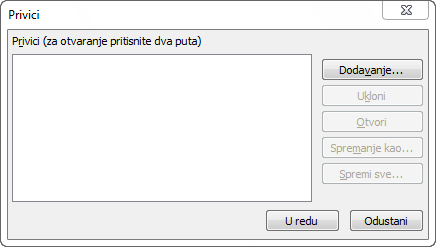 Privici
Privici (za otvaranje pritisnite dva puta)
Dodavanje...
Ukloni
Otvori
Spremanje kao...
Spremi sve...
U redu
Odustani